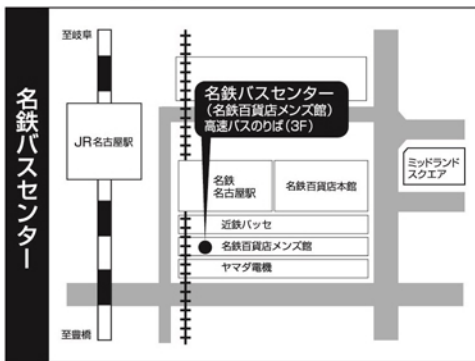 名鉄バスセンター
至岐阜
JR名古屋駅
至豊橋
名鉄バスセンター
(名鉄百貨店メンズ館)
高速バスのりば(3F)
名鉄
名古屋駅
名鉄百貨店本館
ミッドランド
スクエア
近鉄パッセ
名鉄百貨店メンズ館
ヤマダ電機